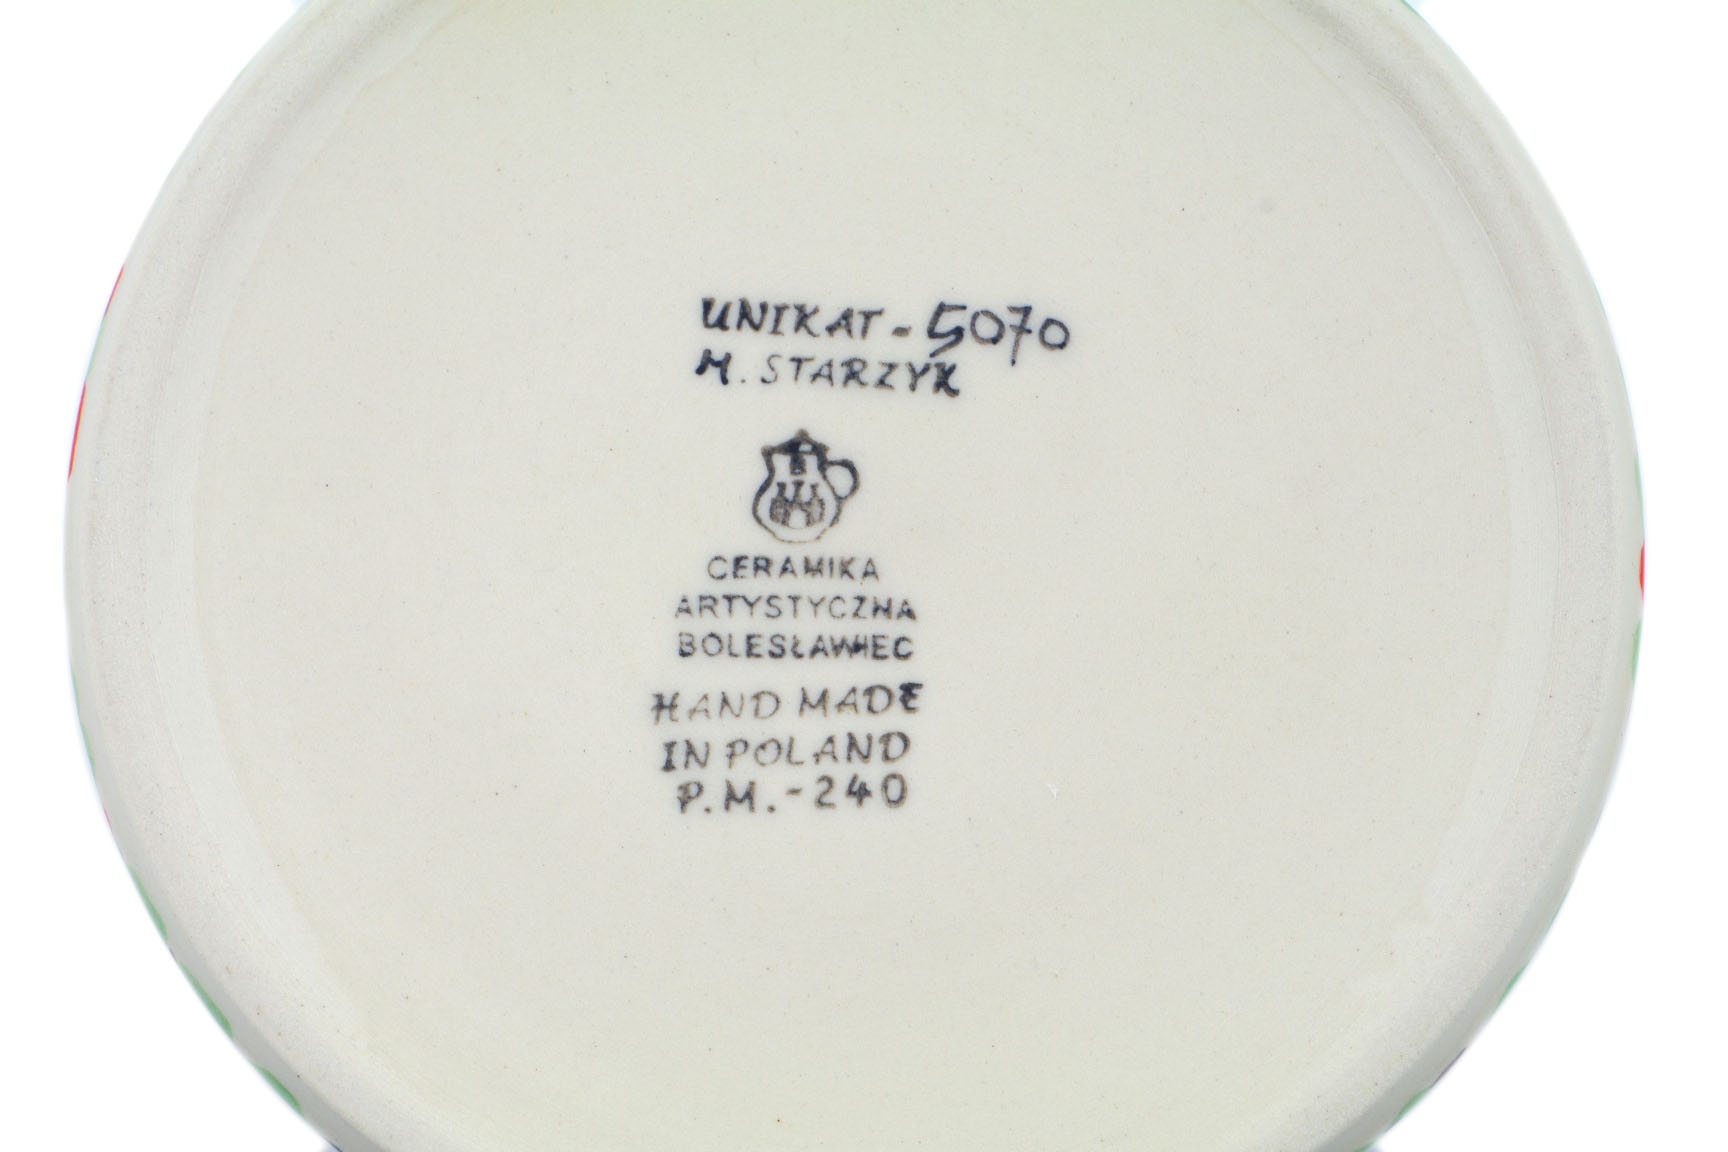 UNIKAT - 5070
M. STARZYK
CERAMIKA
ARTYSTYCZNA
BOLESŁAWIEC
HAND MADE
IN POLAND
P.M. - 240